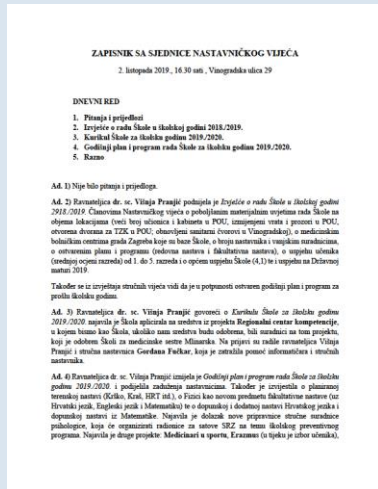 ZAPISNIK SA SJEDNICE NASTAVNIČKOG VIJEĆA
2. listopada 2019., 16.30 sati , Vinogradska ulica 29
DNEVNI RED
1. Pitanja i prijedlozi
2. Izvješće o radu Škole u školskoj godini 2018./2019.
3. Kurikul Škole za školsku godinu 2019./2020.
4. Godišnji plan i program rada Škole za školsku godinu 2019./2020.
5. Razno
Ad. 1) Nije bilo pitanja i prijedloga.
Ad. 2) Ravnateljica dr. sc. Višnja Pranjić podnijela je Izvješće o radu Škole u školskoj godini
2018./2019. Članovima Nastavničkog vijeća o poboljšanim materijalnim uvjetima rada Škole na
objema lokacijama (veći broj učionica i kabineta u POU, izmijenjeni vrata i prozori u POU,
otvorena dvorana za TZK u POU; obnovljeni sanitarni čvorovi u Vinogradskoj), o medicinskim
bolničkim centrima grada Zagreba koje su baze Škole, o broju nastavnika i vanjskim suradnicima,
o ostvarenim planu i programu (redovna nastava i fakultativna nastava), o uspjehu učenika
(srednjoj ocjeni razreda) od 1. do 5. razreda i o općem uspjehu Škole (4,1) te i uspjehu na Državnoj
maturi 2019.
Također se iz izvještaja stručnih vijeća vidi da je u potpunosti ostvaren godišnji plan i program za
prošlu školsku godinu.
Ad. 3) Ravnateljica dr. sc. Višnja Pranjić govoreći o Kurikulu Škole za školsku godinu
2019./2020. najavila je Škola aplicirala na sredstva iz projekta Regionalni centar kompetencije,
u kojem bismo kao Škola, ukoliko nam sredstva budu odobrena, bili suradnici na tom projektu,
koji je odobren Školi za medicinske sestre Mlinarska. Na prijavi su radile ravnateljica Višnja
Pranjić i stručna nastavnica Gordana Fučkar, koja je zatražila pomoć informatičara i stručnih
nastavnika.
Ad. 4) Ravnateljica dr. sc. Višnja Pranjić iznijela je Godišnji plan i program rada Škole za školsku
godinu 2019./2020. i podijelila zaduženja nastavnicima. Također je izvijestila o planiranoj
terenskoj nastavi (Krško, Kraš, HRT itd.), o Fizici kao novom predmetu fakultativne nastave (uz
Hrvatski jezik, Engleski jezik i Matematiku) te o dopunskoj i dodatnoj nastavi Hrvatskog jezika i
dopunskoj nastavi iz Matematike. Najavila je dolazak nove pripravnice stručne suradnice
psihologice, koja će organizirati radionice za satove SRZ na temu školskog preventivnog
programa. Najavila je druge projekte: Medicinari u sportu, Erasmus (u tijeku je izbor učenika),